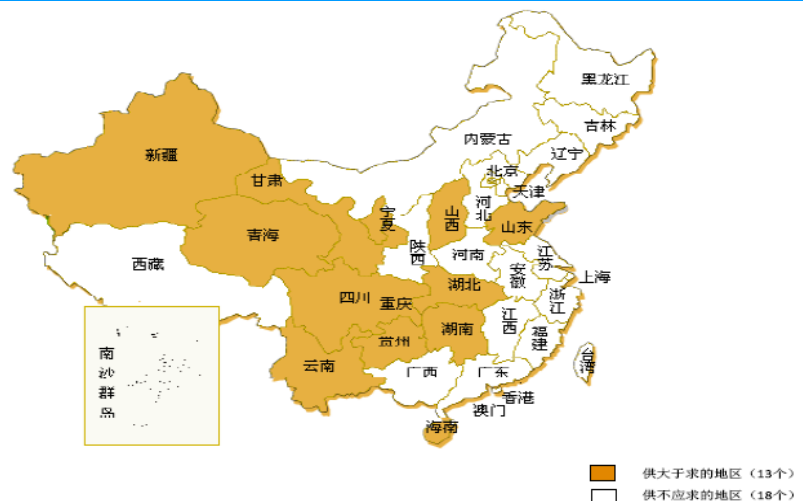 黑龙江
吉林
内蒙古
辽宁
北京
新疆
甘肃
天津
宁夏
山西
河北
山东
青海
陕西
河南
江苏
西藏
安徽
上海
四川
重庆
湖北
浙江
江西
湖南
福建
贵州
云南
南沙群岛
台湾
广西
广东
香港
澳门
海南
供大于求的地区（13个）
供不应求的地区（18个）